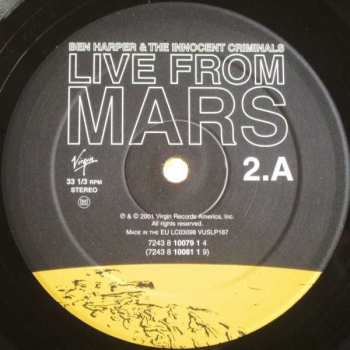 BEN HARPER & THE INNOCENT CRIMINALS
LIVE FROM
MARS
Virgin
2.A
33 1/3 RPM
STEREO
℗ & © 2001 Virgin Records America, Inc.
All rights reserved.
MADE IN THE EU LC03098 VUSLP187
7243 8 10079 1 4
(7243 8 10081 1 9)